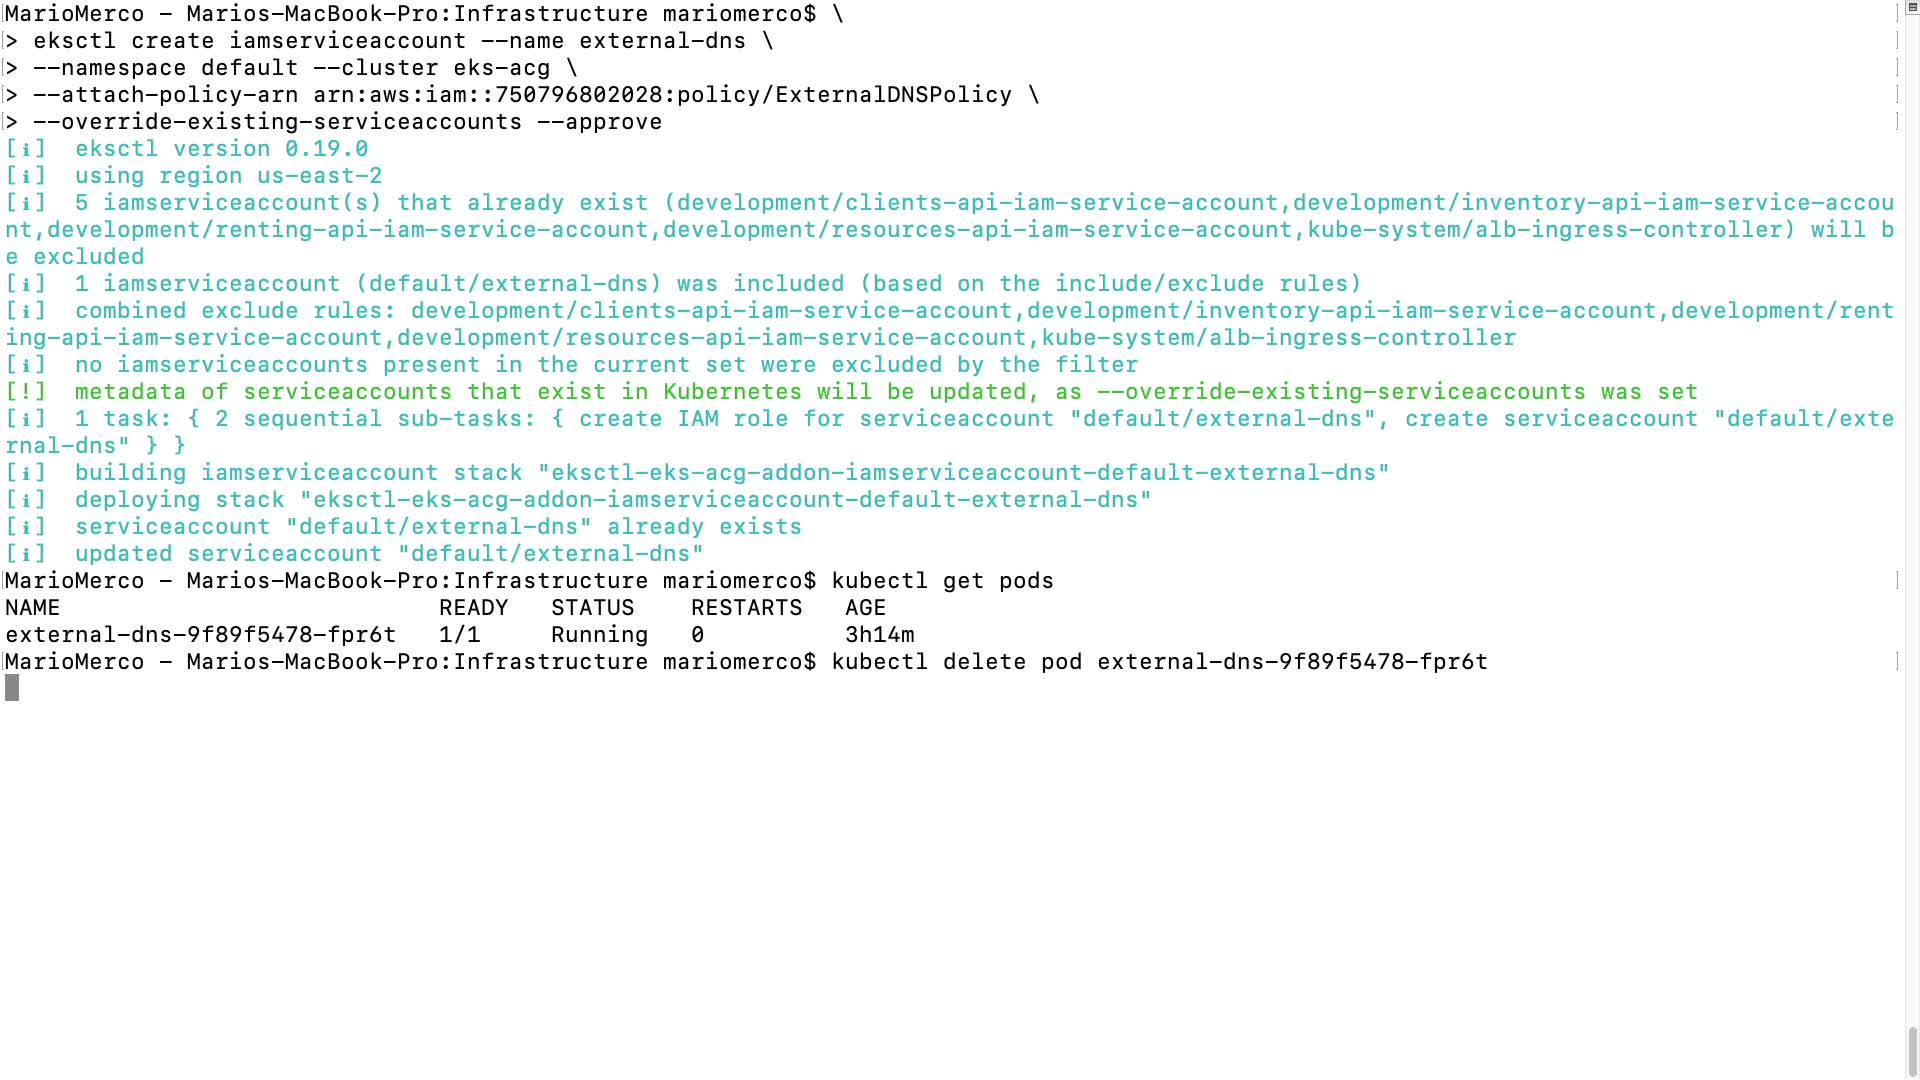 MarioMerco - Marios-MacBook-Pro:Infrastructure mariomerco$ \
> eksctl create iamserviceaccount --name external-dns \
> --namespace default --cluster eks-acg \
> --attach-policy-arn arn:aws:iam::750796802028:policy/ExternalDNSPolicy \
> --override-existing-serviceaccounts --approve
[ℹ]  eksctl version 0.19.0
[ℹ]  using region us-east-2
[ℹ]  5 iamserviceaccount(s) that already exist (development/clients-api-iam-service-account,development/inventory-api-iam-service-accou
nt,development/renting-api-iam-service-account,development/resources-api-iam-service-account,kube-system/alb-ingress-controller) will b
e excluded
[ℹ]  1 iamserviceaccount (default/external-dns) was included (based on the include/exclude rules)
[ℹ]  combined exclude rules: development/clients-api-iam-service-account,development/inventory-api-iam-service-account,development/rent
ing-api-iam-service-account,development/resources-api-iam-service-account,kube-system/alb-ingress-controller
[ℹ]  no iamserviceaccounts present in the current set were excluded by the filter
[!]  metadata of serviceaccounts that exist in Kubernetes will be updated, as --override-existing-serviceaccounts was set
[ℹ]  1 task: { 2 sequential sub-tasks: { create IAM role for serviceaccount "default/external-dns", create serviceaccount "default/exte
rnal-dns" } }
[ℹ]  building iamserviceaccount stack "eksctl-eks-acg-addon-iamserviceaccount-default-external-dns"
[ℹ]  deploying stack "eksctl-eks-acg-addon-iamserviceaccount-default-external-dns"
[ℹ]  serviceaccount "default/external-dns" already exists
[ℹ]  updated serviceaccount "default/external-dns"
MarioMerco - Marios-MacBook-Pro:Infrastructure mariomerco$ kubectl get pods
NAME                           READY   STATUS    RESTARTS   AGE
external-dns-9f89f5478-fpr6t   1/1     Running   0          3h14m
MarioMerco - Marios-MacBook-Pro:Infrastructure mariomerco$ kubectl delete pod external-dns-9f89f5478-fpr6t